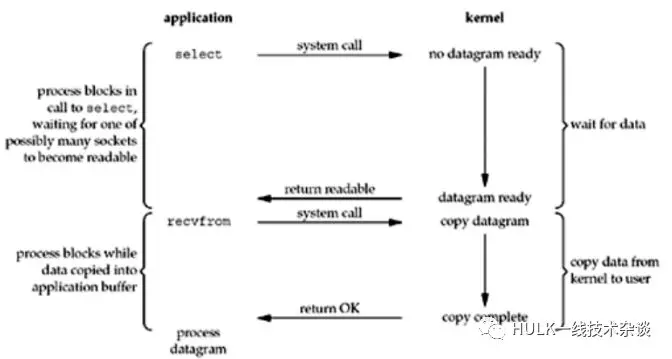 application
kernel
select
system call
no datagram ready
process blocks in
call to select,
waiting for one of
possibly many sockets
to become readable
wait for data
return readable
datagram ready
recvfrom
system call
copy datagram
process blocks while
data copied into
application buffer
copy data from
kernel to user
return OK
copy complete
process
datagram
HULK一线技术杂谈